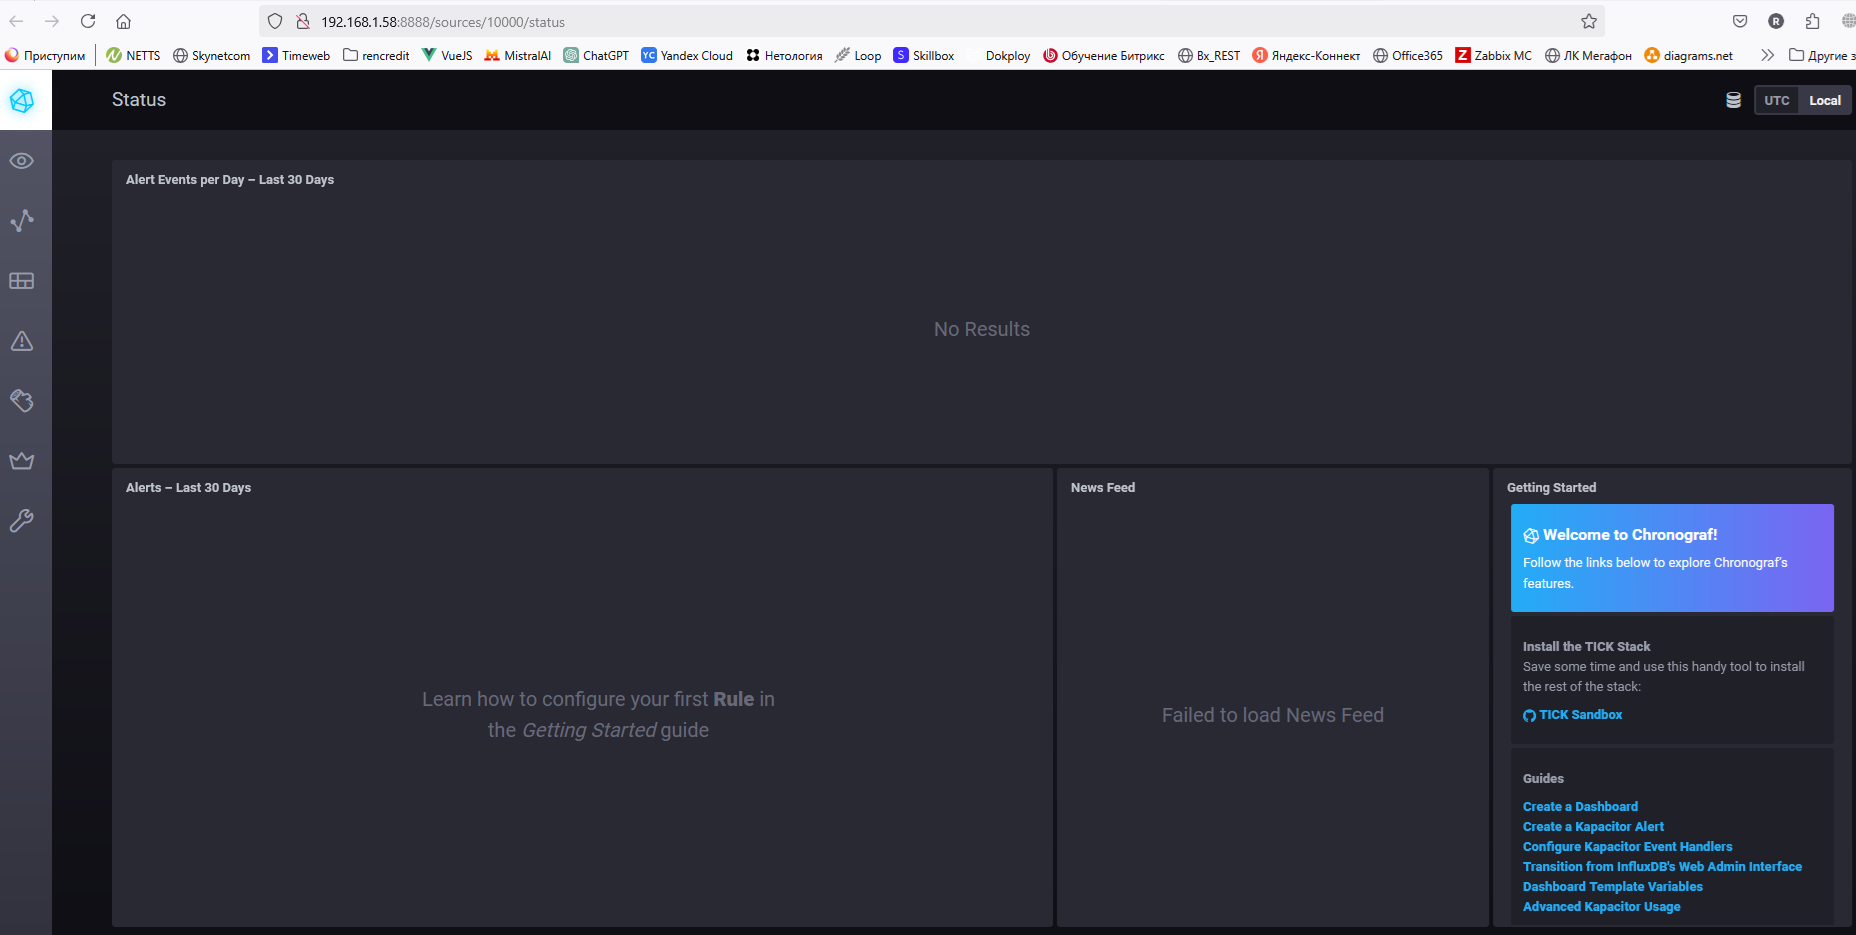 192.168.1.58:8888/sources/10000/status
Приступим NETTS Skynetcom Timeweb rencredit VueJS MistralAI ChatGPT YC Yandex Cloud Нетология Loop S Skillbox Dokploy Обучение Битрикс Bx_REST Я Яндекс-Коннект Office365 Z Zabbix MC ЛК Мегафон diagrams.net Другие з
R
Status
UTC Local
Alert Events per Day – Last 30 Days
No Results
Alerts – Last 30 Days
Learn how to configure your first Rule in
the Getting Started guide
News Feed
Failed to load News Feed
Getting Started
Welcome to Chronograf!
Follow the links below to explore Chronograf's
features.
Install the TICK Stack
Save some time and use this handy tool to install
the rest of the stack:
TICK Sandbox
Guides
Create a Dashboard
Create a Kapacitor Alert
Configure Kapacitor Event Handlers
Transition from InfluxDB's Web Admin Interface
Dashboard Template Variables
Advanced Kapacitor Usage